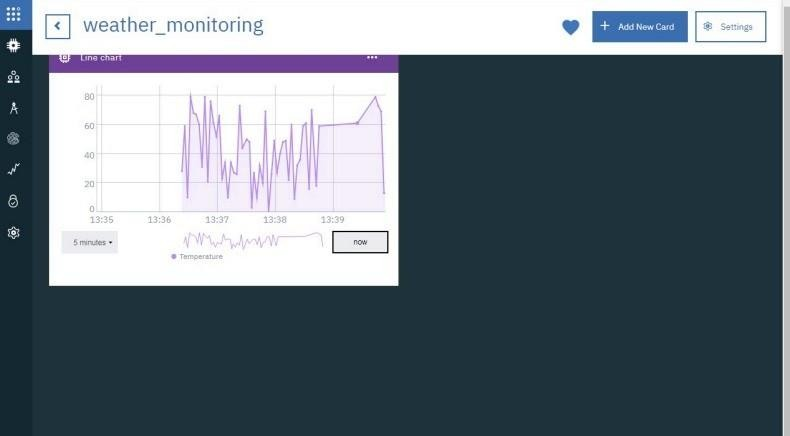 weather_monitoring
+ Add New Card
Settings
Line chart
80
60
40
20
0
13:35 13:36 13:37 13:38 13:39
5 minutes
now
Temperature